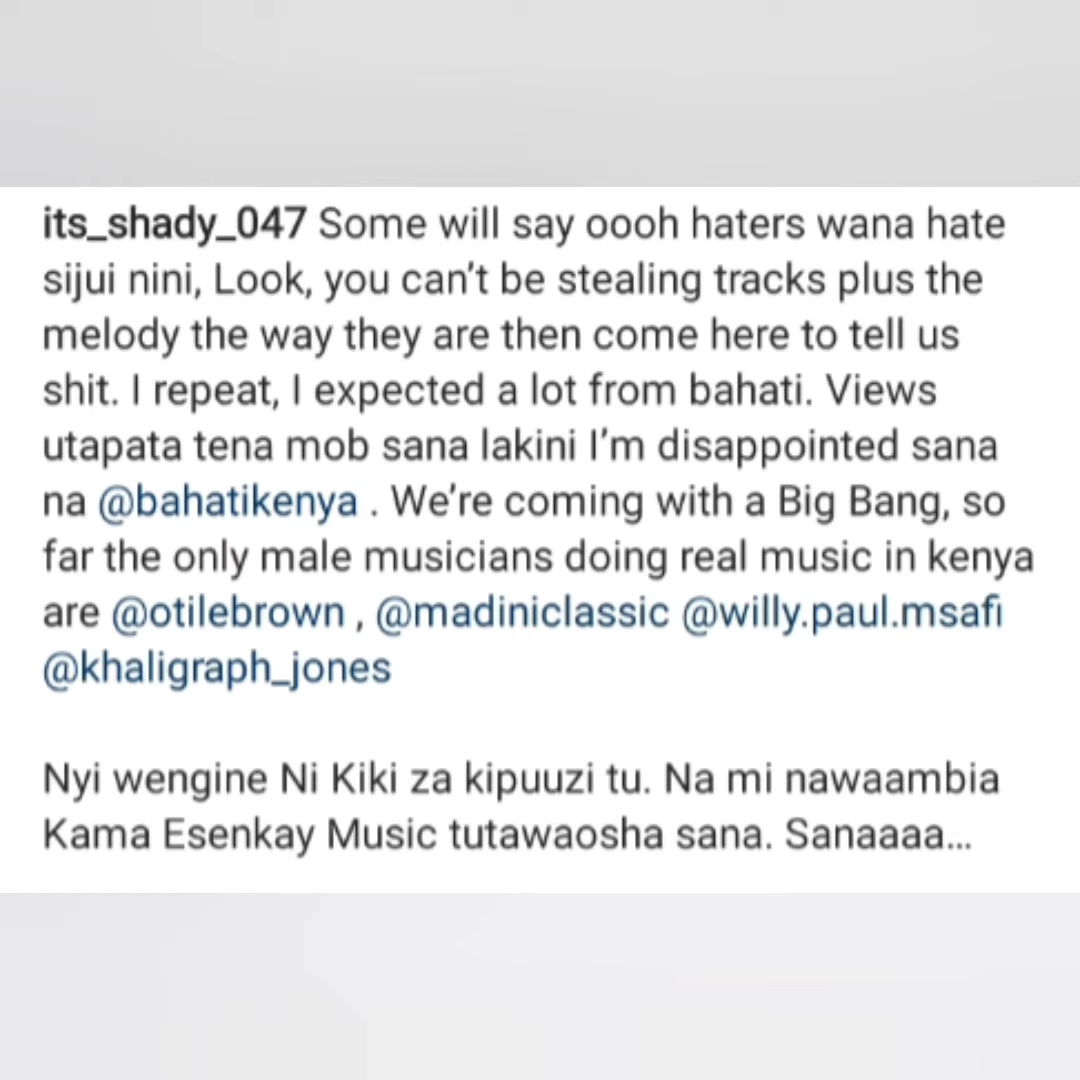 its_shady_047 Some will say oooh haters wana hate
sijui nini, Look, you can't be stealing tracks plus the
melody the way they are then come here to tell us
shit. I repeat, I expected a lot from bahati. Views
utapata tena mob sana lakini I'm disappointed sana
na @bahatikenya . We're coming with a Big Bang, so
far the only male musicians doing real music in kenya
are @otilebrown , @madiniclassic @willy.paul.msafi
@khaligraph_jones
Nyi wengine Ni Kiki za kipuuzi tu. Na mi nawaambia
Kama Esenkay Music tutawaosha sana. Sanaaaa...